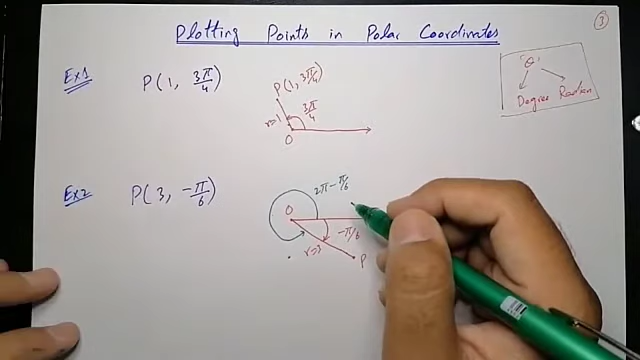 Plotting Points in Polar Coordinates
3
Ex1
P(1, 3π/4)
P(1, 3π/4)
3π/4
r=1
O
'θ'
Degree Radian
Ex2
P(3, -π/6)
2π-π/6
O
-π/6
r=3
P